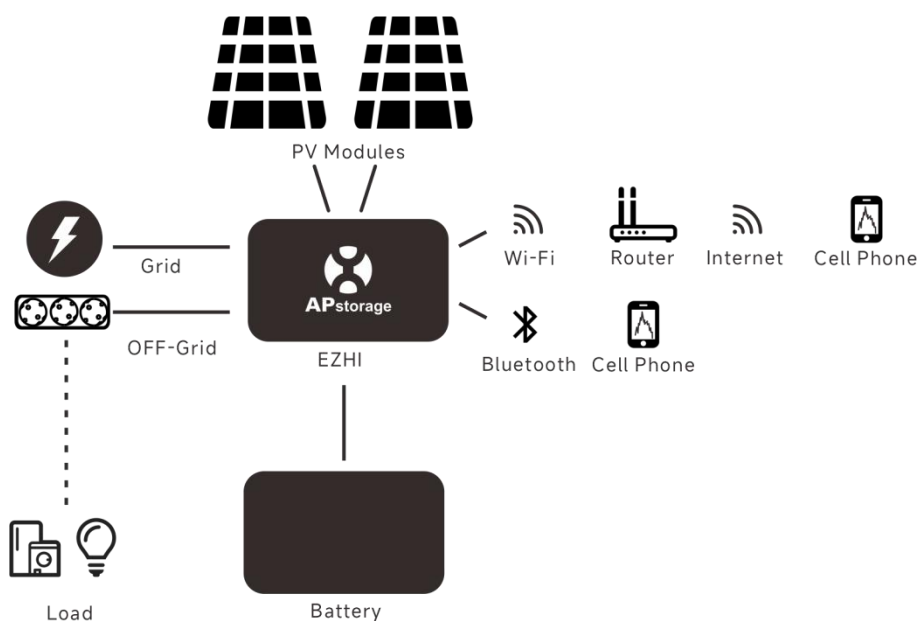 PV Modules
Grid
OFF-Grid
APstorage
EZHI
Wi-Fi
Router
Internet
Cell Phone
Bluetooth
Cell Phone
Load
Battery